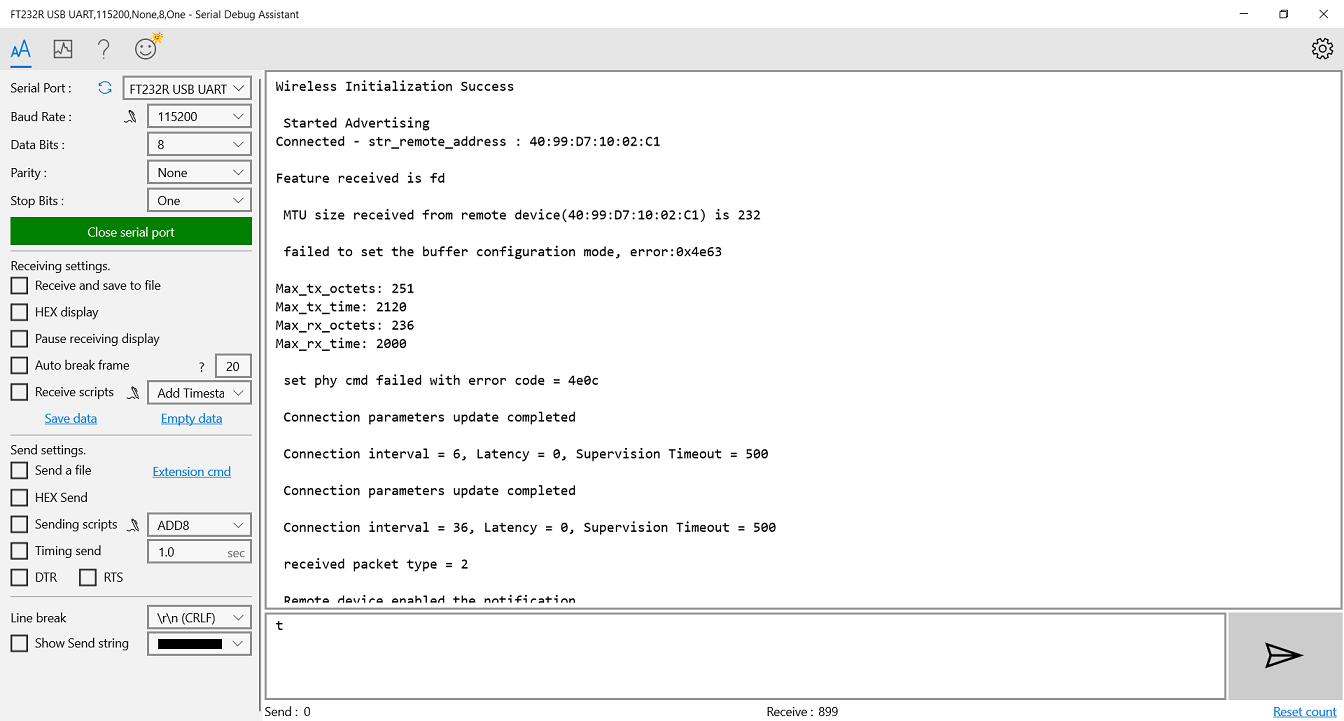 FT232R USB UART,115200,None,8,One - Serial Debug Assistant
AA
?
Serial Port :
FT232R USB UART
Baud Rate :
115200
Data Bits :
8
Parity :
None
Stop Bits :
One
Close serial port
Receiving settings.
Receive and save to file
HEX display
Pause receiving display
Auto break frame ? 20
Receive scripts Add Timesta
Save data Empty data
Send settings.
Send a file Extension cmd
HEX Send
Sending scripts ADD8
Timing send 1.0 sec
DTR RTS
Line break \r\n (CRLF)
Show Send string
Wireless Initialization Success
Started Advertising
Connected - str_remote_address : 40:99:D7:10:02:C1
Feature received is fd
MTU size received from remote device(40:99:D7:10:02:C1) is 232
failed to set the buffer configuration mode, error:0x4e63
Max_tx_octets: 251
Max_tx_time: 2120
Max_rx_octets: 236
Max_rx_time: 2000
set phy cmd failed with error code = 4e0c
Connection parameters update completed
Connection interval = 6, Latency = 0, Supervision Timeout = 500
Connection parameters update completed
Connection interval = 36, Latency = 0, Supervision Timeout = 500
received packet type = 2
Remote device enabled the notification
t
Send : 0 Receive : 899 Reset count